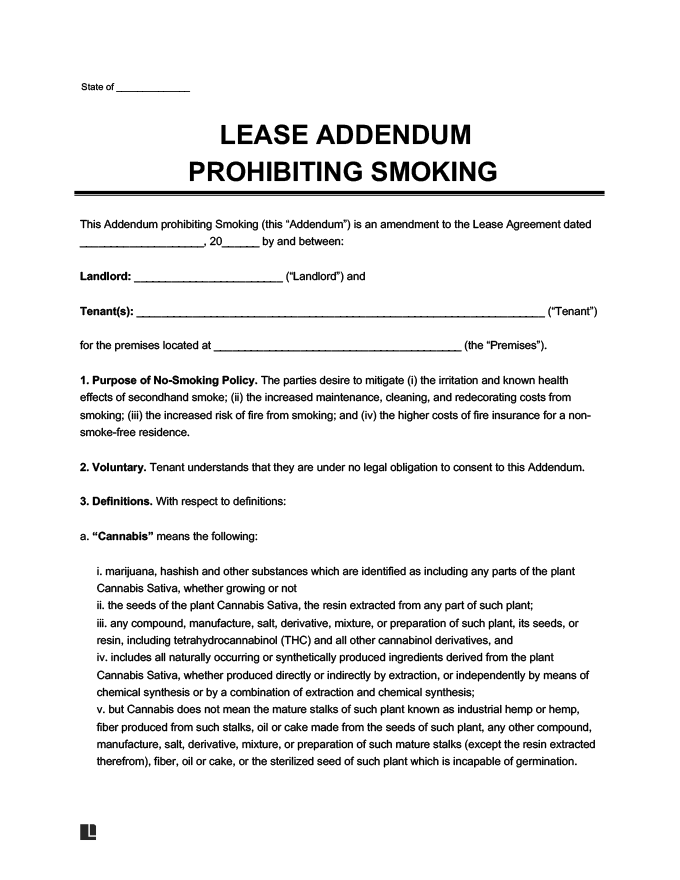 State of ______________
LEASE ADDENDUM
PROHIBITING SMOKING
This Addendum prohibiting Smoking (this “Addendum”) is an amendment to the Lease Agreement dated
____________________, 20______ by and between:
Landlord: ________________________ (“Landlord”) and
Tenant(s): __________________________________________________________________ (“Tenant”)
for the premises located at ________________________________________ (the “Premises”).
1. Purpose of No-Smoking Policy. The parties desire to mitigate (i) the irritation and known health
effects of secondhand smoke; (ii) the increased maintenance, cleaning, and redecorating costs from
smoking; (iii) the increased risk of fire from smoking; and (iv) the higher costs of fire insurance for a non-
smoke-free residence.
2. Voluntary. Tenant understands that they are under no legal obligation to consent to this Addendum.
3. Definitions. With respect to definitions:
a. “Cannabis” means the following:
i. marijuana, hashish and other substances which are identified as including any parts of the plant
Cannabis Sativa, whether growing or not
ii. the seeds of the plant Cannabis Sativa, the resin extracted from any part of such plant;
iii. any compound, manufacture, salt, derivative, mixture, or preparation of such plant, its seeds, or
resin, including tetrahydrocannabinol (THC) and all other cannabinol derivatives, and
iv. includes all naturally occurring or synthetically produced ingredients derived from the plant
Cannabis Sativa, whether produced directly or indirectly by extraction, or independently by means of
chemical synthesis or by a combination of extraction and chemical synthesis;
v. but Cannabis does not mean the mature stalks of such plant known as industrial hemp or hemp,
fiber produced from such stalks, oil or cake made from the seeds of such plant, any other compound,
manufacture, salt, derivative, mixture, or preparation of such mature stalks (except the resin extracted
therefrom), fiber, oil or cake, or the sterilized seed of such plant which is incapable of germination.